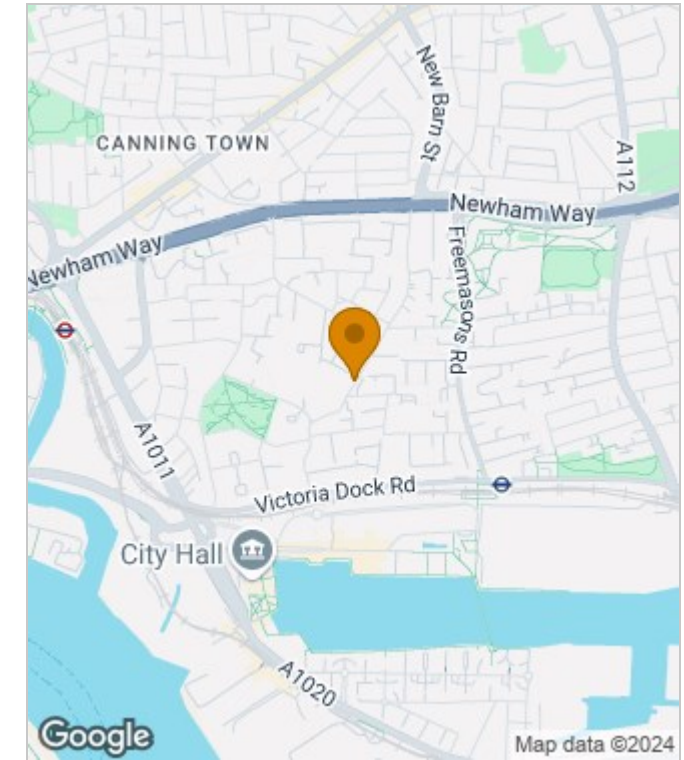 New Barn St
CANNING TOWN
A112
Newham Way
Newham Way
Freemasons Rd
A1011
Victoria Dock Rd
City Hall
A1020
Google
Map data ©2024